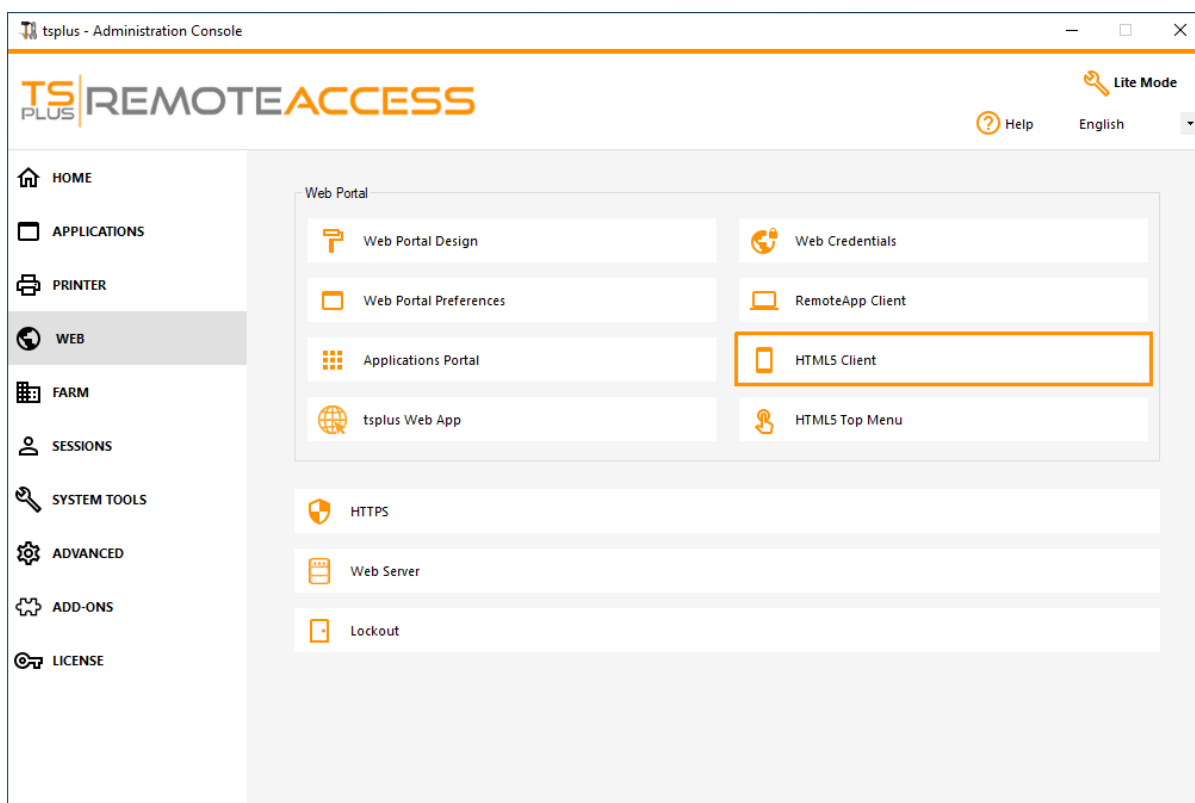 tsplus - Administration Console
TS PLUS REMOTEACCESS
Lite Mode
Help
English
HOME
APPLICATIONS
PRINTER
WEB
FARM
SESSIONS
SYSTEM TOOLS
ADVANCED
ADD-ONS
LICENSE
Web Portal
Web Portal Design
Web Credentials
Web Portal Preferences
RemoteApp Client
Applications Portal
HTML5 Client
tsplus Web App
HTML5 Top Menu
HTTPS
Web Server
Lockout